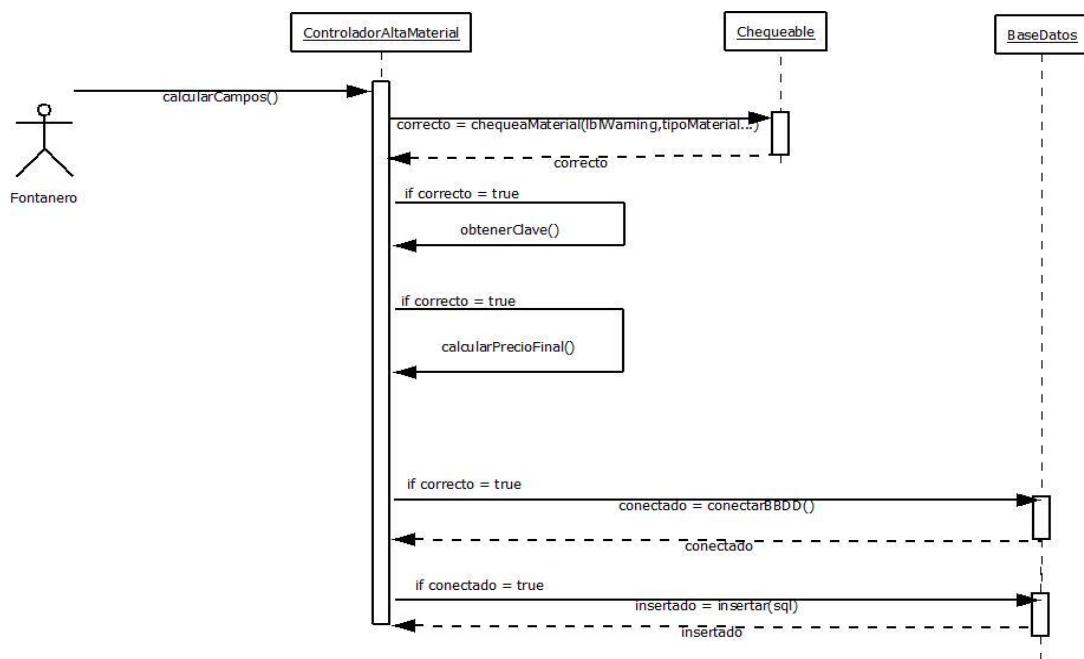 ControladorAltaMaterial
Chequeable
BaseDatos
calcularCampos()
Fontanero
correcto = chequeaMaterial(lblWarning,tipoMaterial...)
correcto
if correcto = true
obtenerClave()
if correcto = true
calcularPrecioFinal()
if correcto = true
conectado = conectarBBDD()
conectado
if conectado = true
insertado = insertar(sql)
insertado